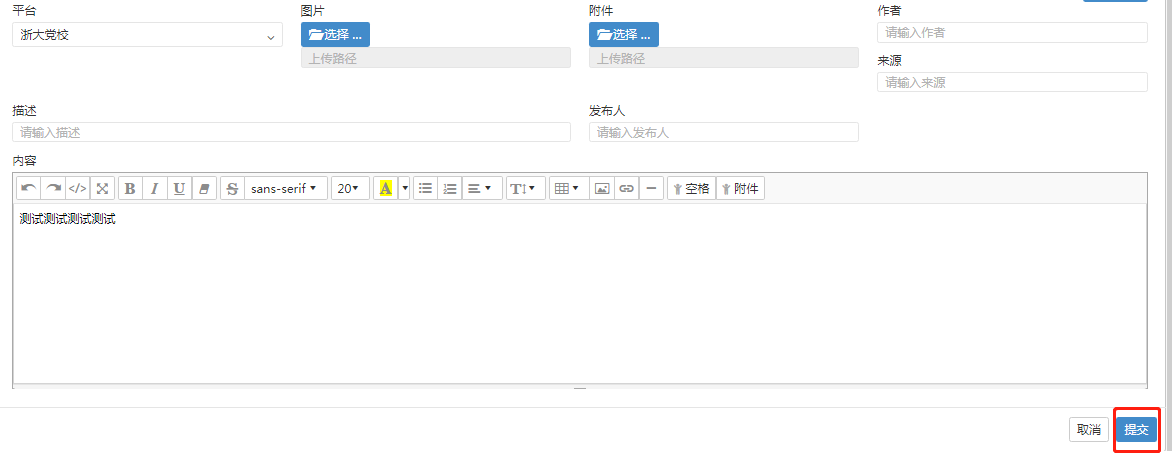 平台
图片
附件
作者
浙大党校
选择 ...
选择 ...
请输入作者
上传路径
上传路径
来源
请输入来源
描述
发布人
请输入描述
请输入发布人
内容
</> B I U S sans-serif 20 A T 空格 附件
测试测试测试测试
取消
提交